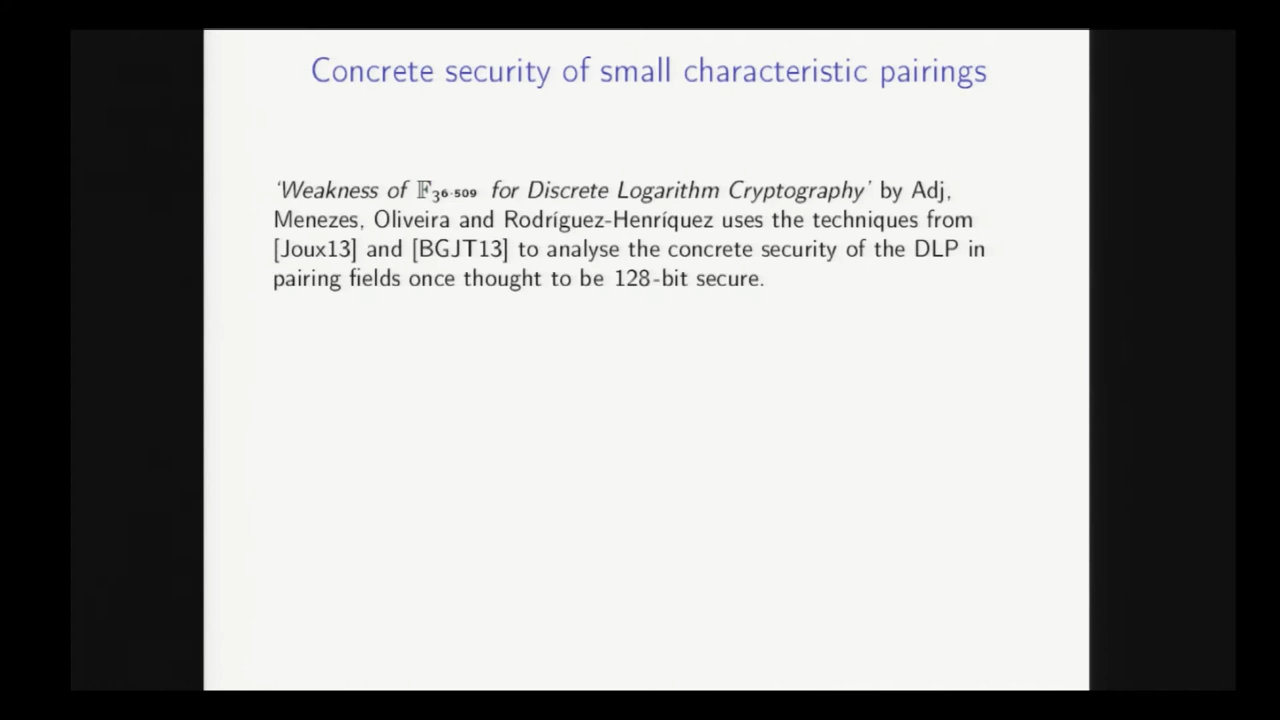 Concrete security of small characteristic pairings
‘Weakness of 𝔽₃⁶·⁵⁰⁹ for Discrete Logarithm Cryptography’ by Adj,
Menezes, Oliveira and Rodríguez-Henríquez uses the techniques from
[Joux13] and [BGJT13] to analyse the concrete security of the DLP in
pairing fields once thought to be 128-bit secure.